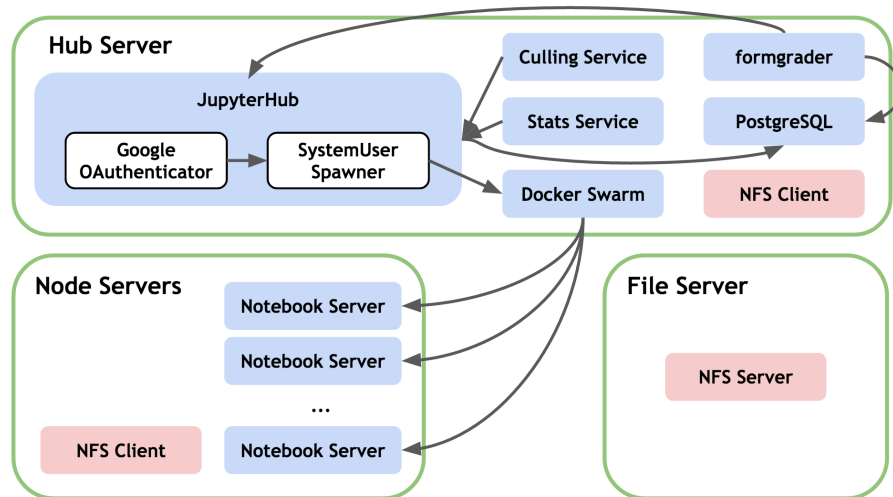 Hub Server
JupyterHub
Google
OAuthenticator
SystemUser
Spawner
Culling Service
formgrader
Stats Service
PostgreSQL
Docker Swarm
NFS Client
Node Servers
Notebook Server
Notebook Server
...
NFS Client
Notebook Server
File Server
NFS Server